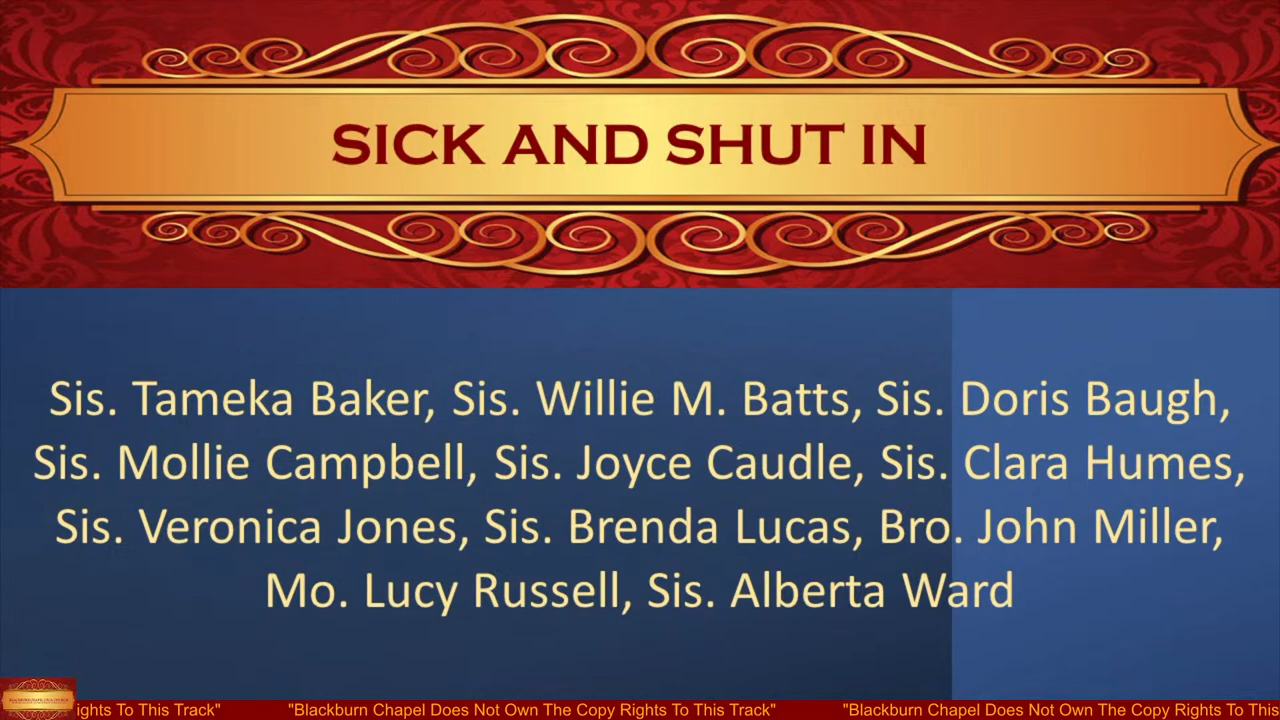 SICK AND SHUT IN
Sis. Tameka Baker, Sis. Willie M. Batts, Sis. Doris Baugh,
Sis. Mollie Campbell, Sis. Joyce Caudle, Sis. Clara Humes,
Sis. Veronica Jones, Sis. Brenda Lucas, Bro. John Miller,
Mo. Lucy Russell, Sis. Alberta Ward
ights To This Track" "Blackburn Chapel Does Not Own The Copy Rights To This Track" "Blackburn Chapel Does Not Own The Copy Rights To This